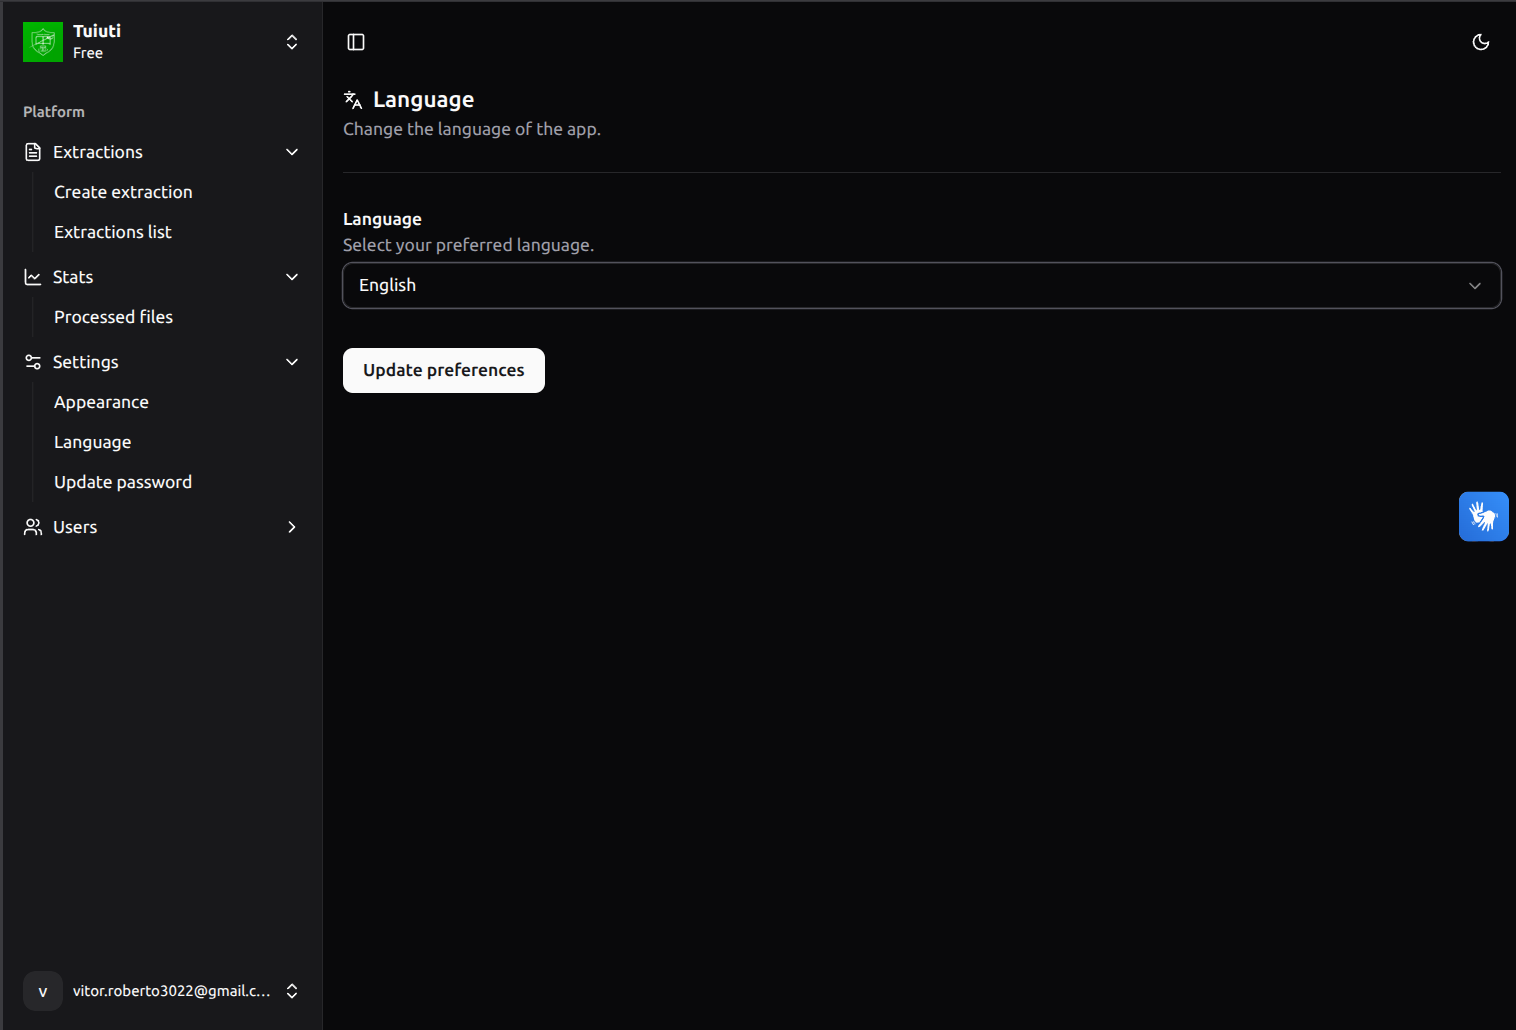 Tuiuti
Free
Platform
Extractions
Create extraction
Extractions list
Stats
Processed files
Settings
Appearance
Language
Update password
Users
v
vitor.roberto3022@gmail.c...
Language
Change the language of the app.
Language
Select your preferred language.
English
Update preferences